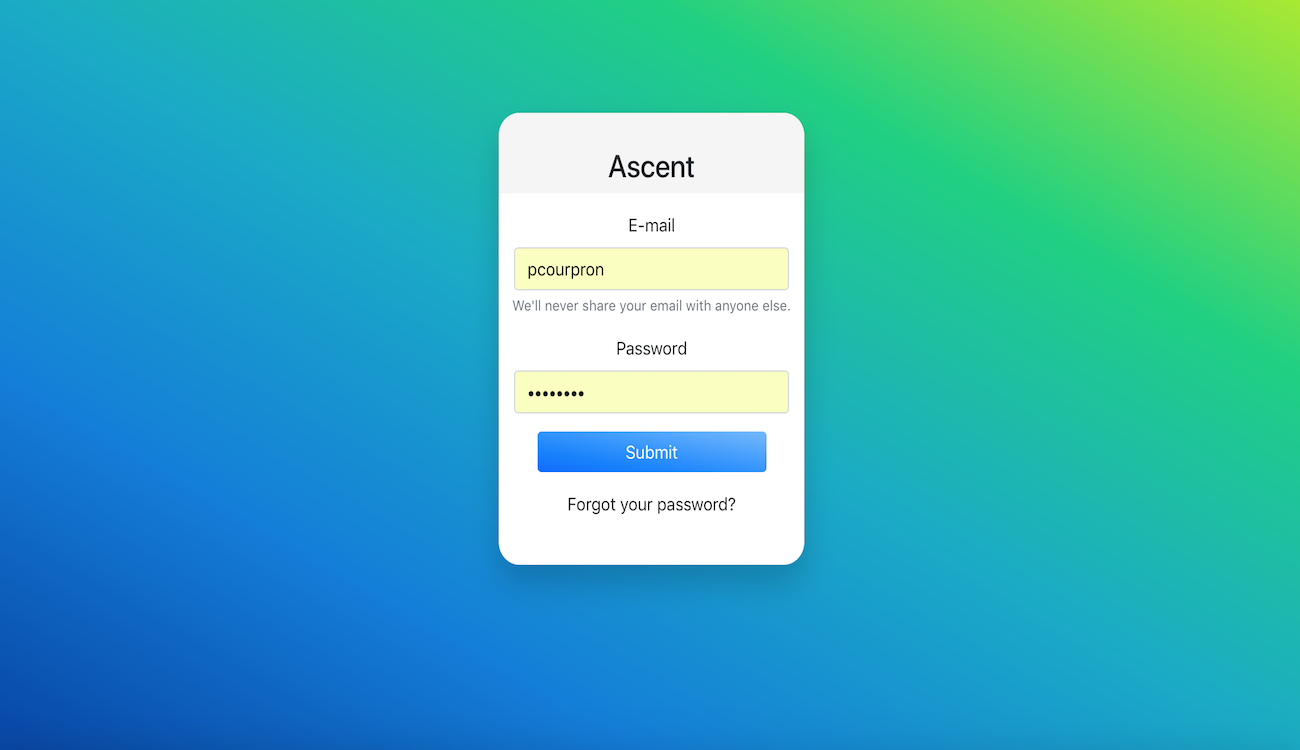 Ascent
E-mail
pcourpron
We'll never share your email with anyone else.
Password
••••••••
Submit
Forgot your password?